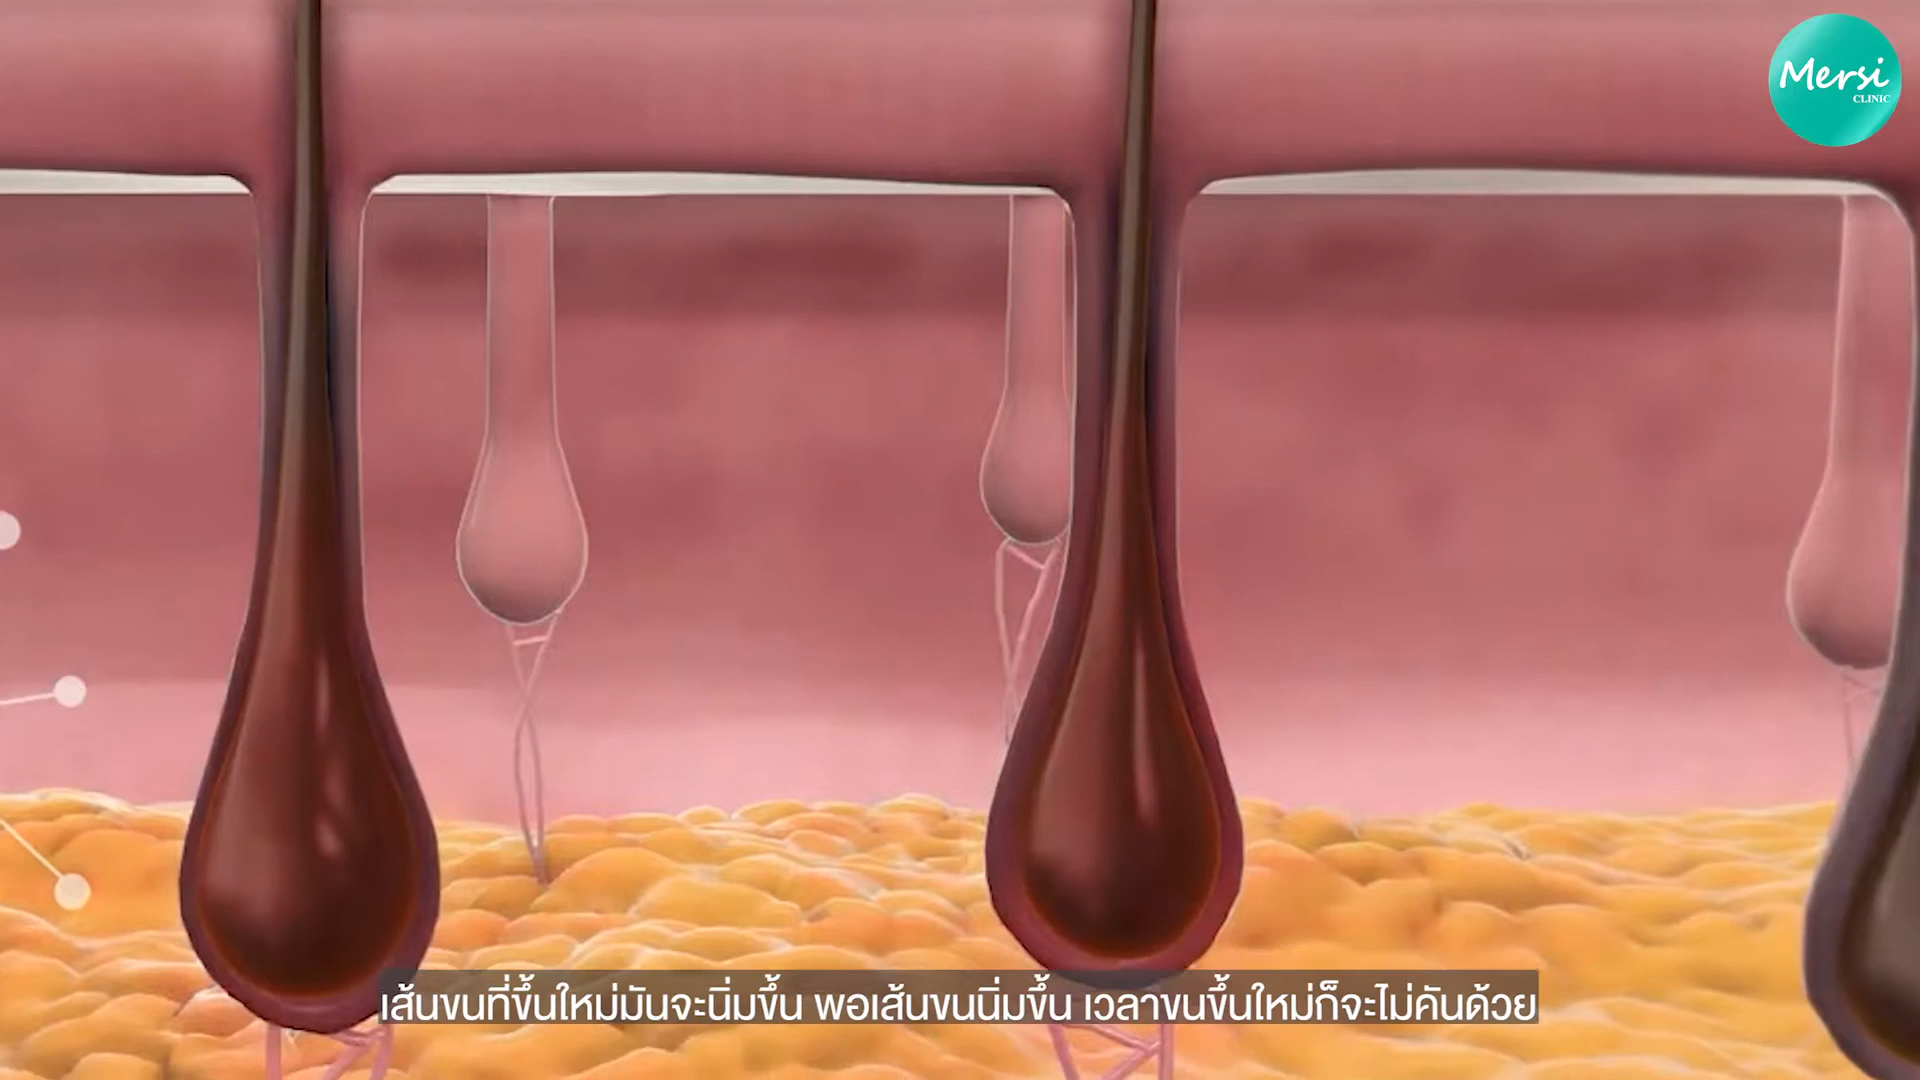 Mersi
CLINIC
เส้นขนที่ขึ้นใหม่มันจะนิ่มขึ้น พอเส้นขนนิ่มขึ้น เวลาขนขึ้นใหม่ก็จะไม่คันด้วย